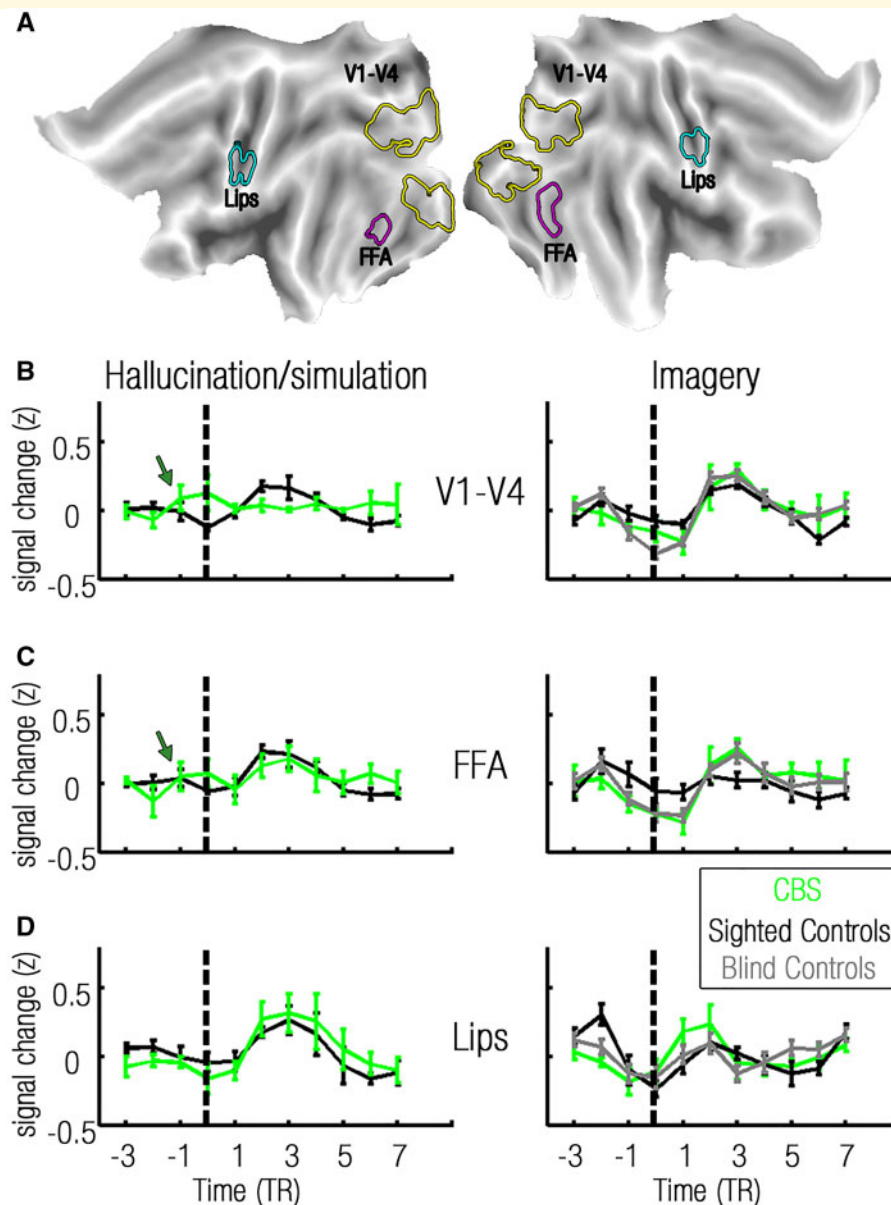 A
V1-V4
V1-V4
Lips
Lips
FFA
FFA
B
Hallucination/simulation
Imagery
signal change (z)
0.5
0
-0.5
V1-V4
C
signal change (z)
0.5
0
-0.5
FFA
CBS
Sighted Controls
Blind Controls
D
signal change (z)
0.5
0
-0.5
Lips
-3 -1 1 3 5 7
Time (TR)
-3 -1 1 3 5 7
Time (TR)